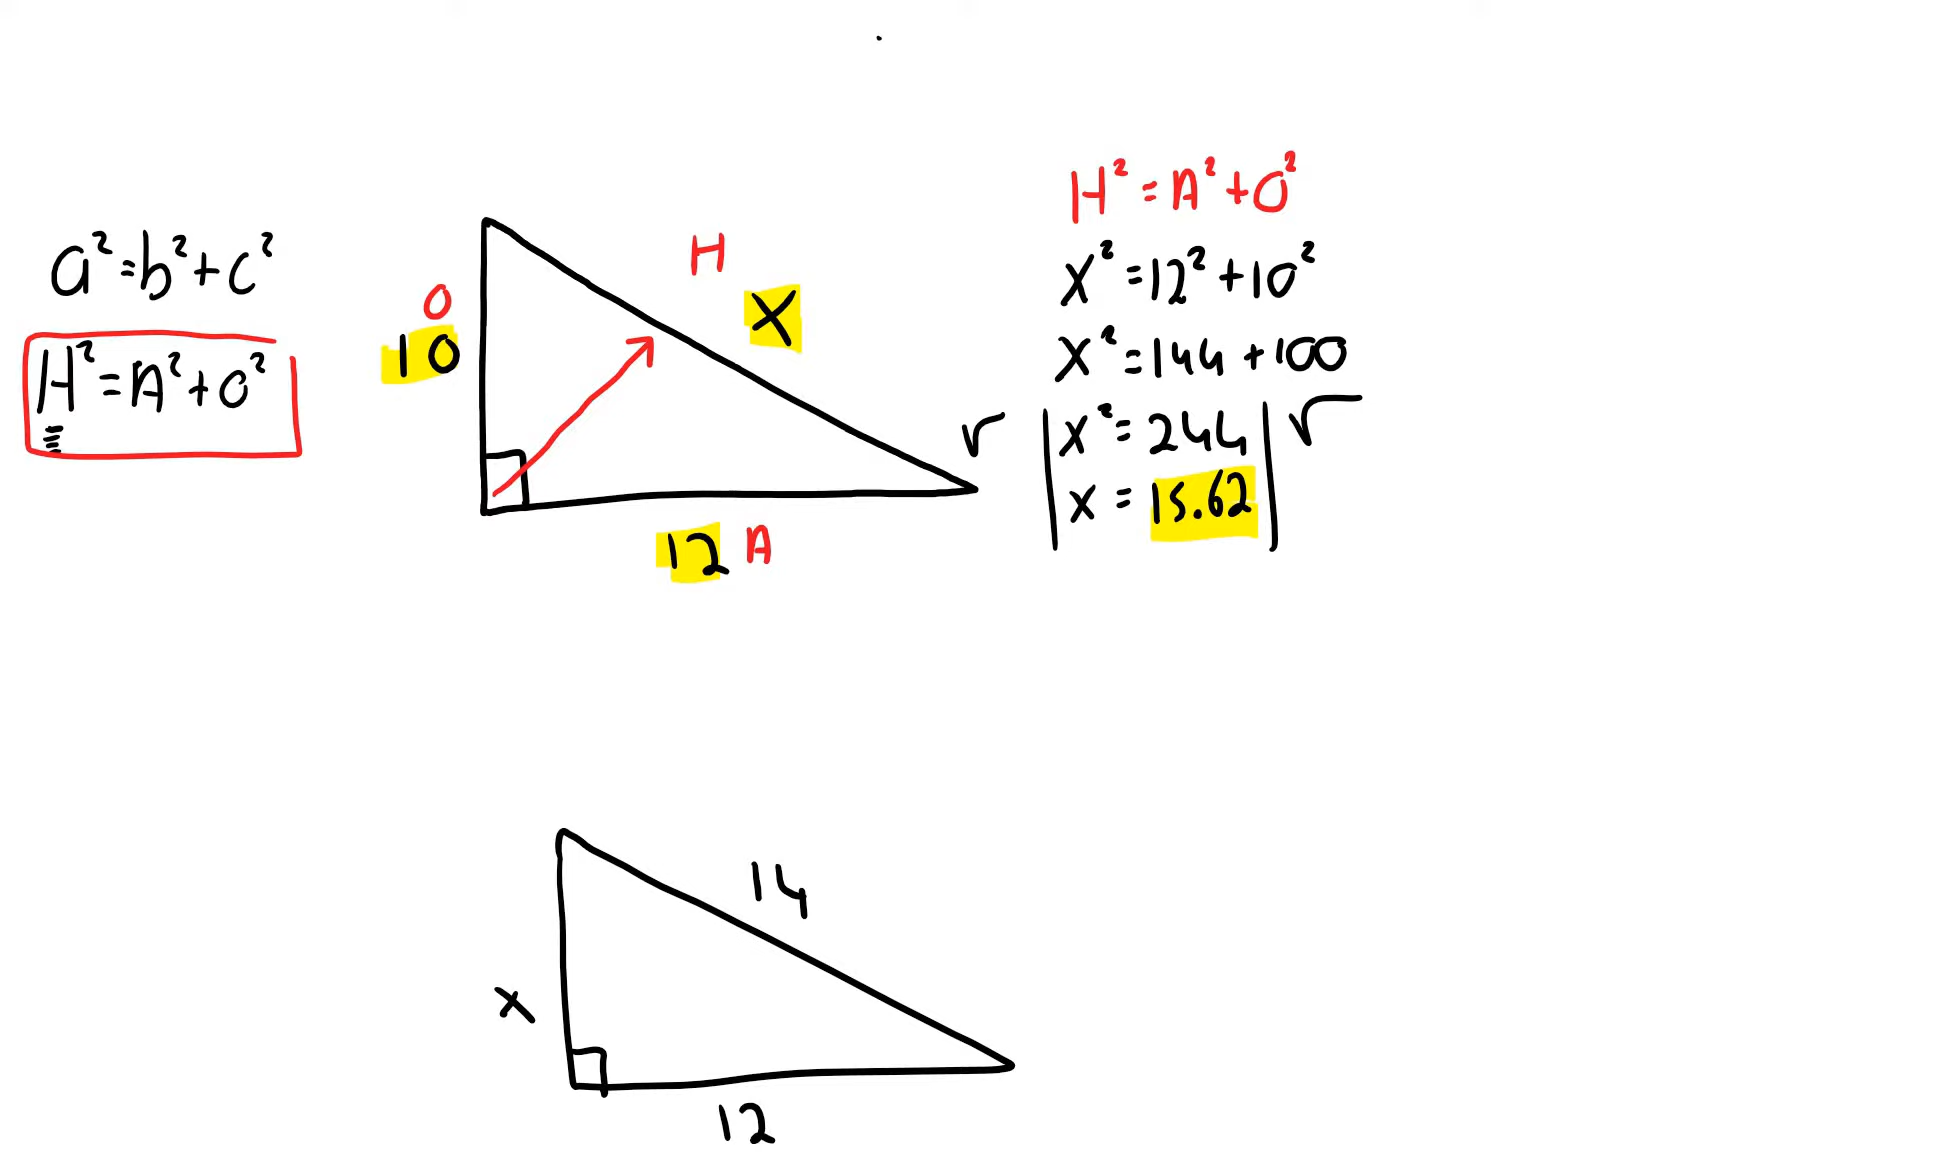 a²=b²+c²
H²=A²+O²
O
10
H
X
12 A
H²=A²+O²
X²=12²+10²
X²=144+100
√ |X²=244| √
|x=15.62|
14
x
12